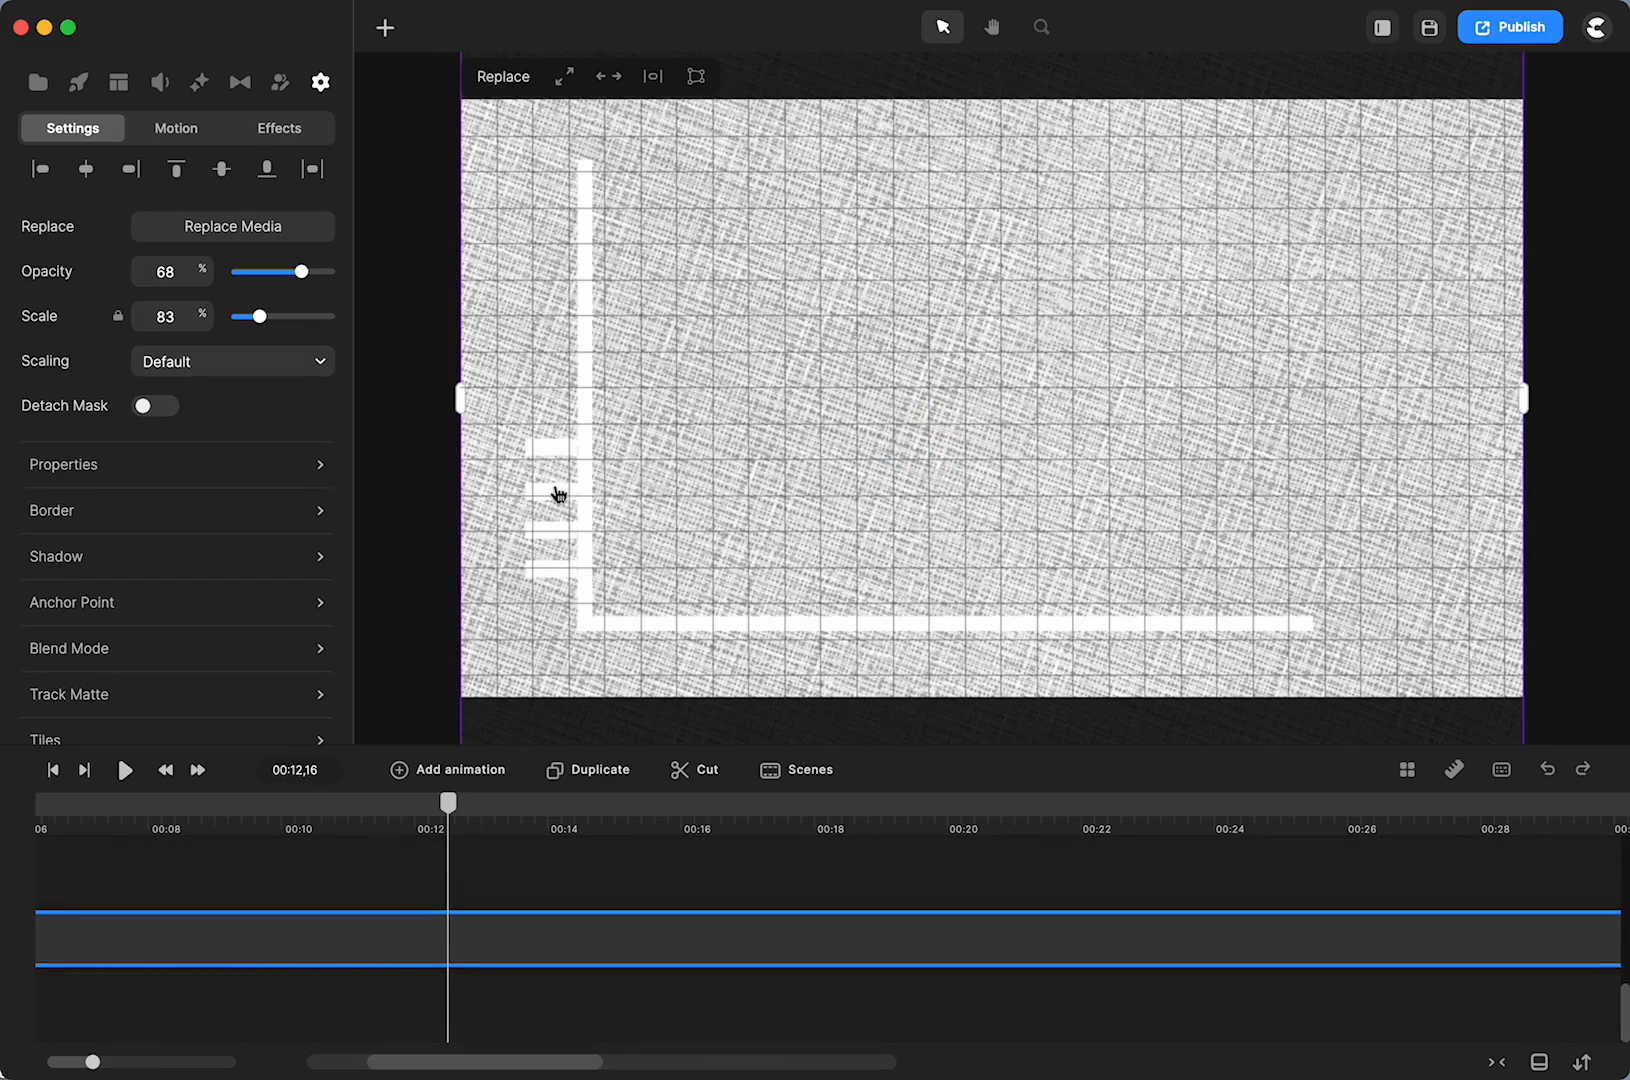 Publish
Replace
Settings Motion Effects
Replace Replace Media
Opacity 68 %
Scale 83 %
Scaling Default
Detach Mask
Properties
Border
Shadow
Anchor Point
Blend Mode
Track Matte
Tiles
00:12,16 Add animation Duplicate Cut Scenes
06 00:08 00:10 00:12 00:14 00:16 00:18 00:20 00:22 00:24 00:26 00:28 00: